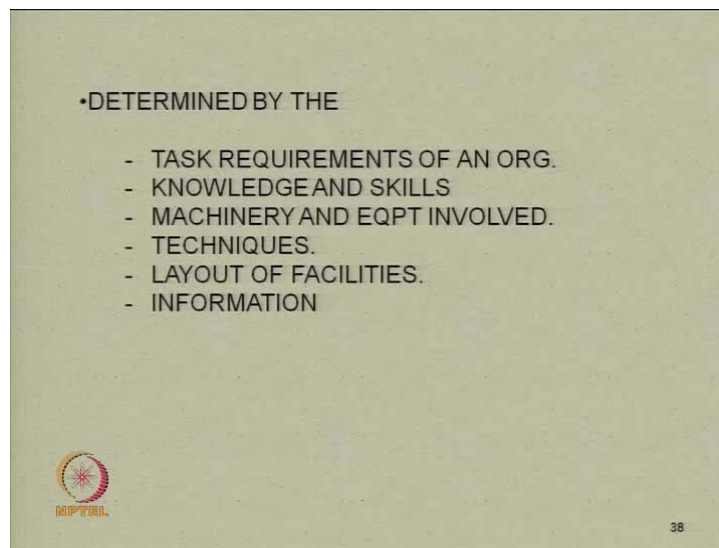 •DETERMINED BY THE
- TASK REQUIREMENTS OF AN ORG.
- KNOWLEDGE AND SKILLS
- MACHINERY AND EQPT INVOLVED.
- TECHNIQUES.
- LAYOUT OF FACILITIES.
- INFORMATION
NPTEL
38